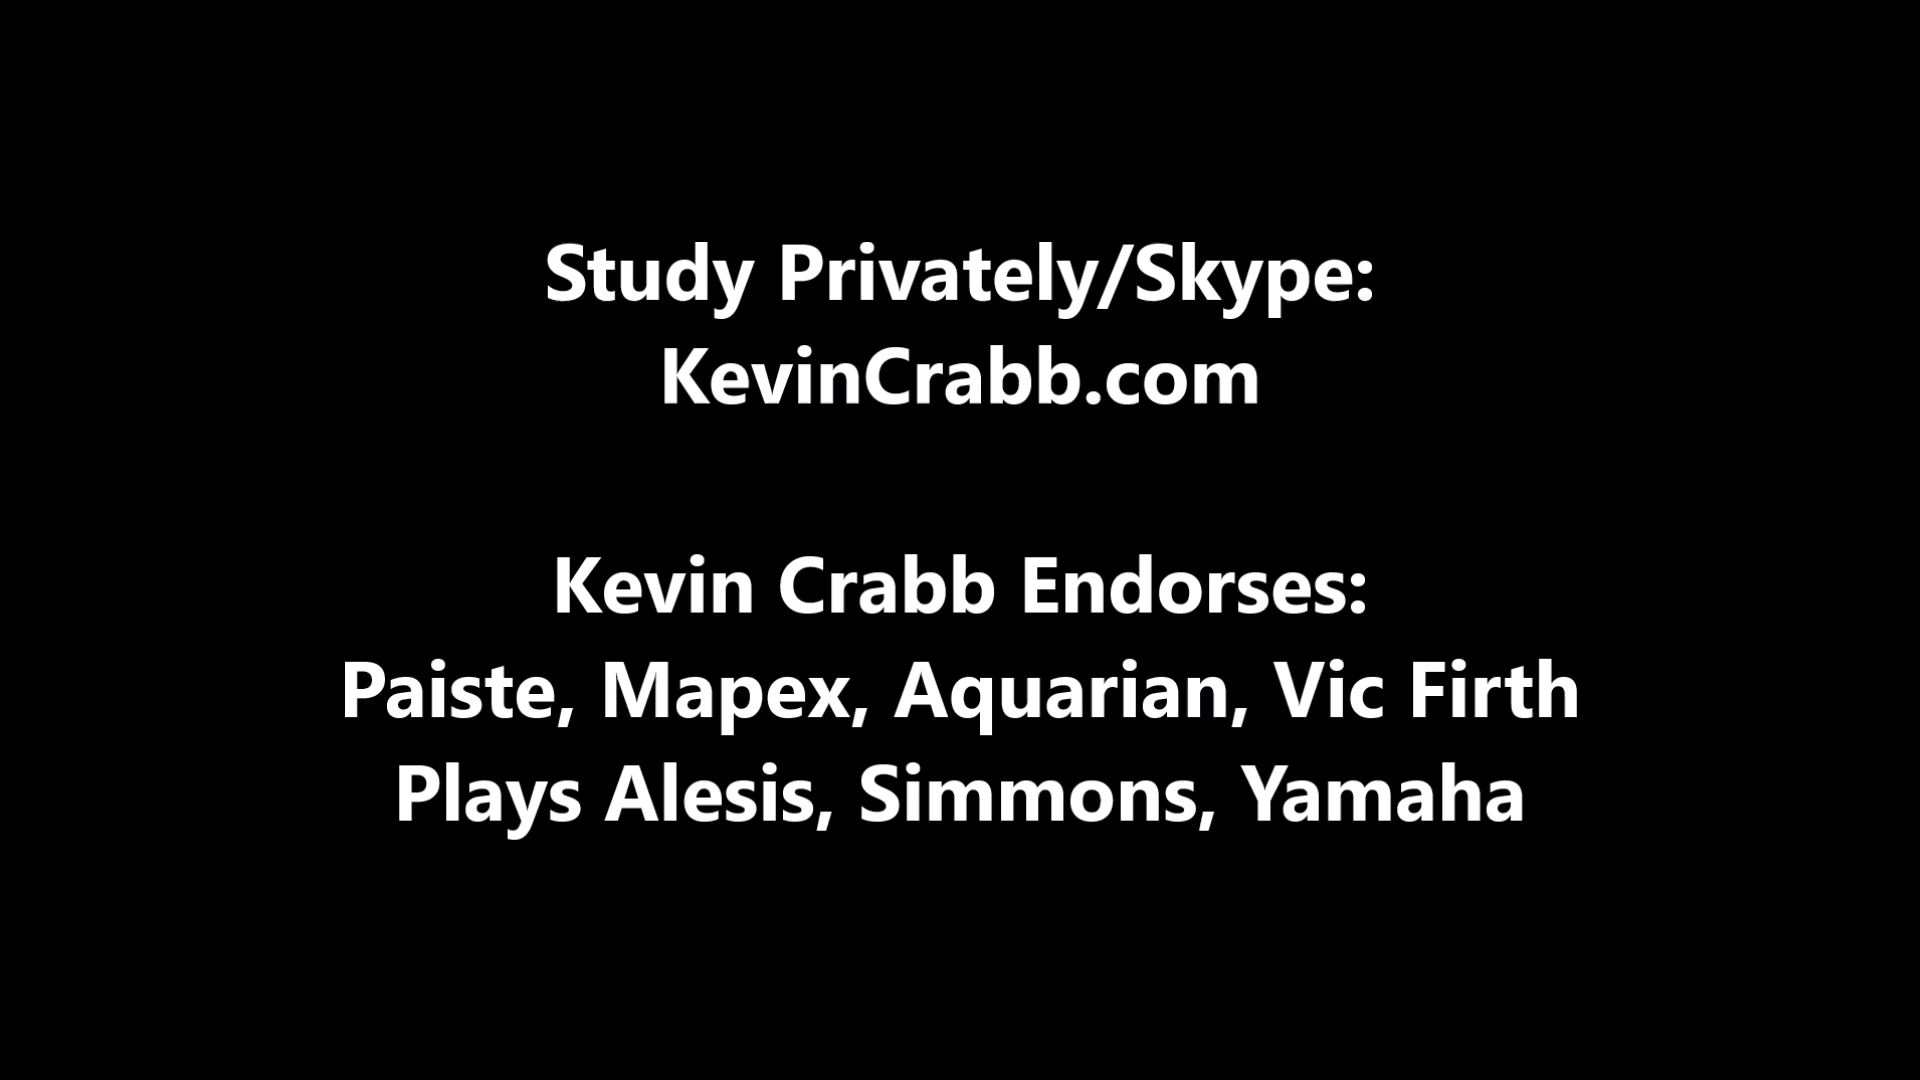 Study Privately/Skype:
KevinCrabb.com
Kevin Crabb Endorses:
Paiste, Mapex, Aquarian, Vic Firth
Plays Alesis, Simmons, Yamaha